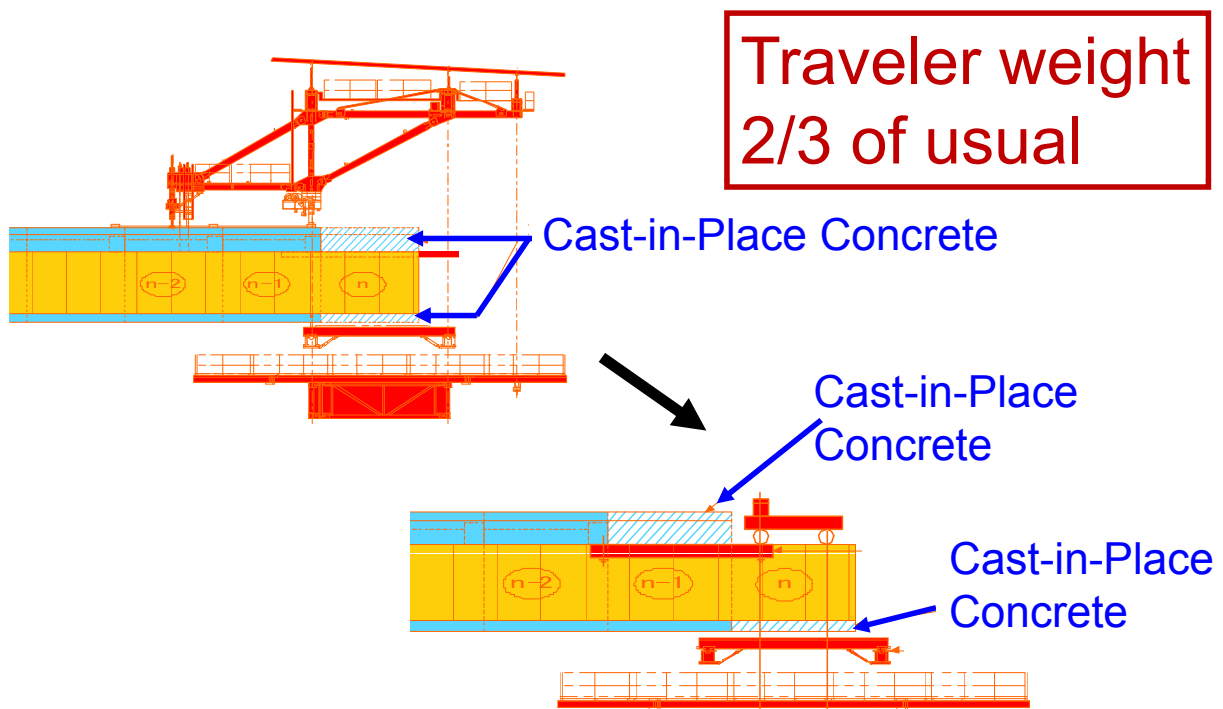 Traveler weight
2/3 of usual
Cast-in-Place Concrete
n-2 n-1 n
Cast-in-Place
Concrete
n-2 n-1 n
Cast-in-Place
Concrete